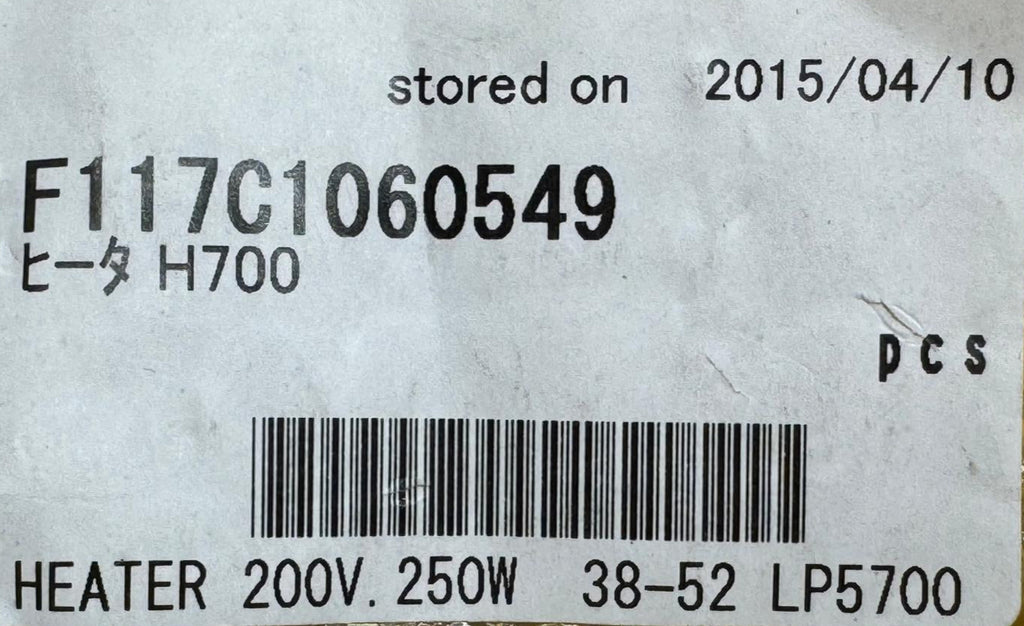 stored on 2015/04/10
F117C1060549
ヒータ H700
pcs
HEATER 200V. 250W 38-52 LP5700